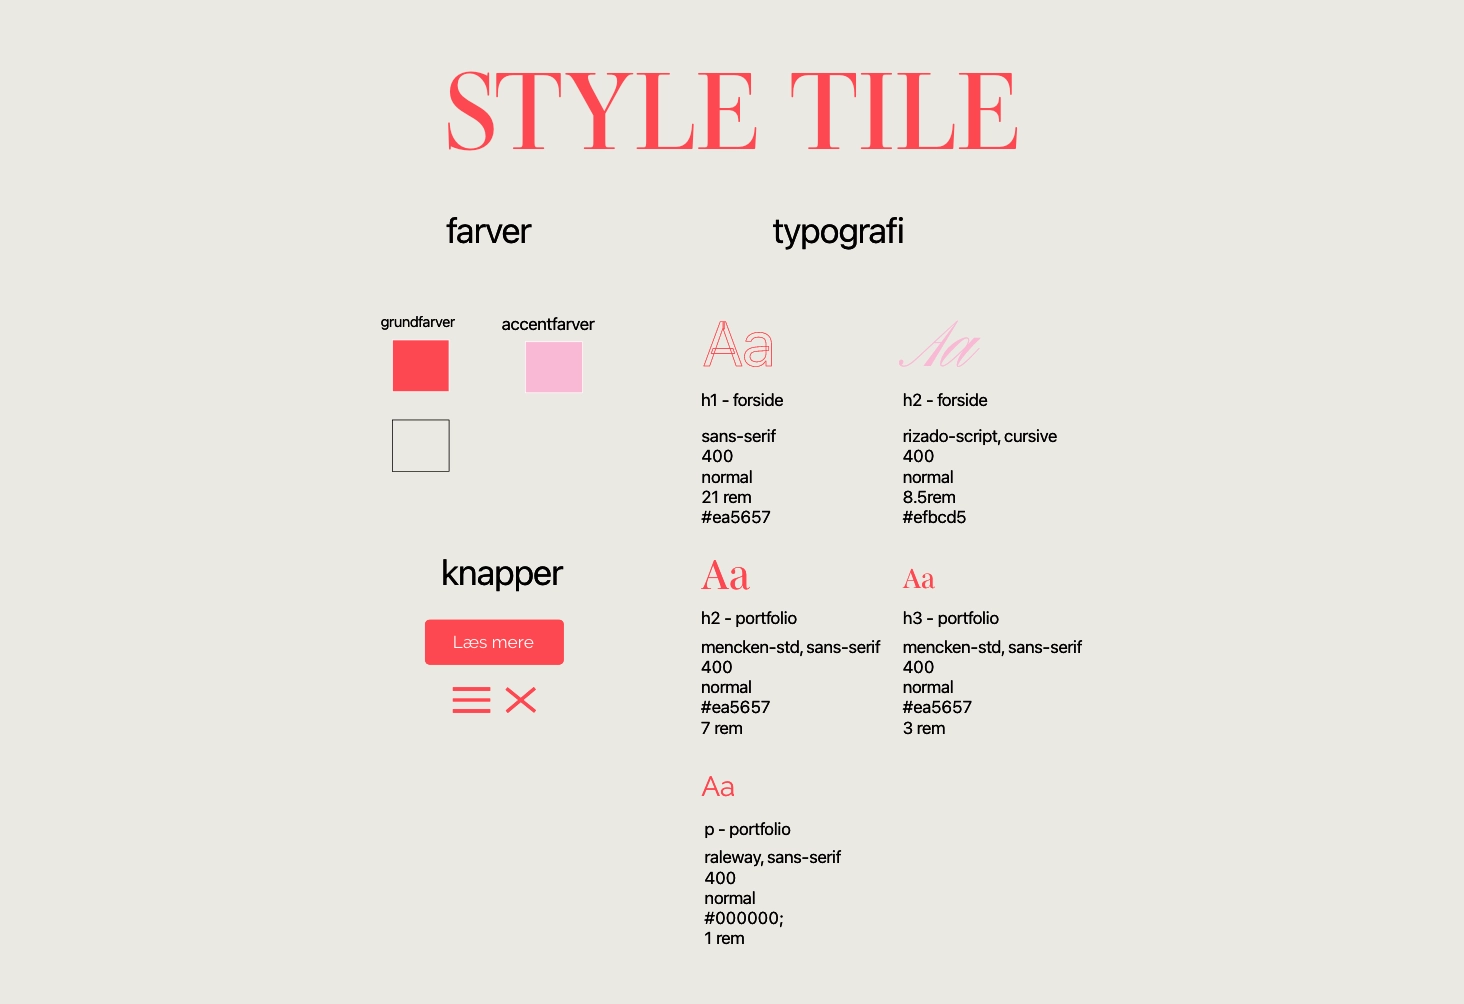 STYLE TILE
farver
grundfarver
accentfarver
knapper
Læs mere
typografi
Aa
h1 - forside
sans-serif
400
normal
21 rem
#ea5657
Aa
h2 - forside
rizado-script, cursive
400
normal
8.5rem
#efbcd5
Aa
h2 - portfolio
mencken-std, sans-serif
400
normal
#ea5657
7 rem
Aa
h3 - portfolio
mencken-std, sans-serif
400
normal
#ea5657
3 rem
Aa
p - portfolio
raleway, sans-serif
400
normal
#000000;
1 rem